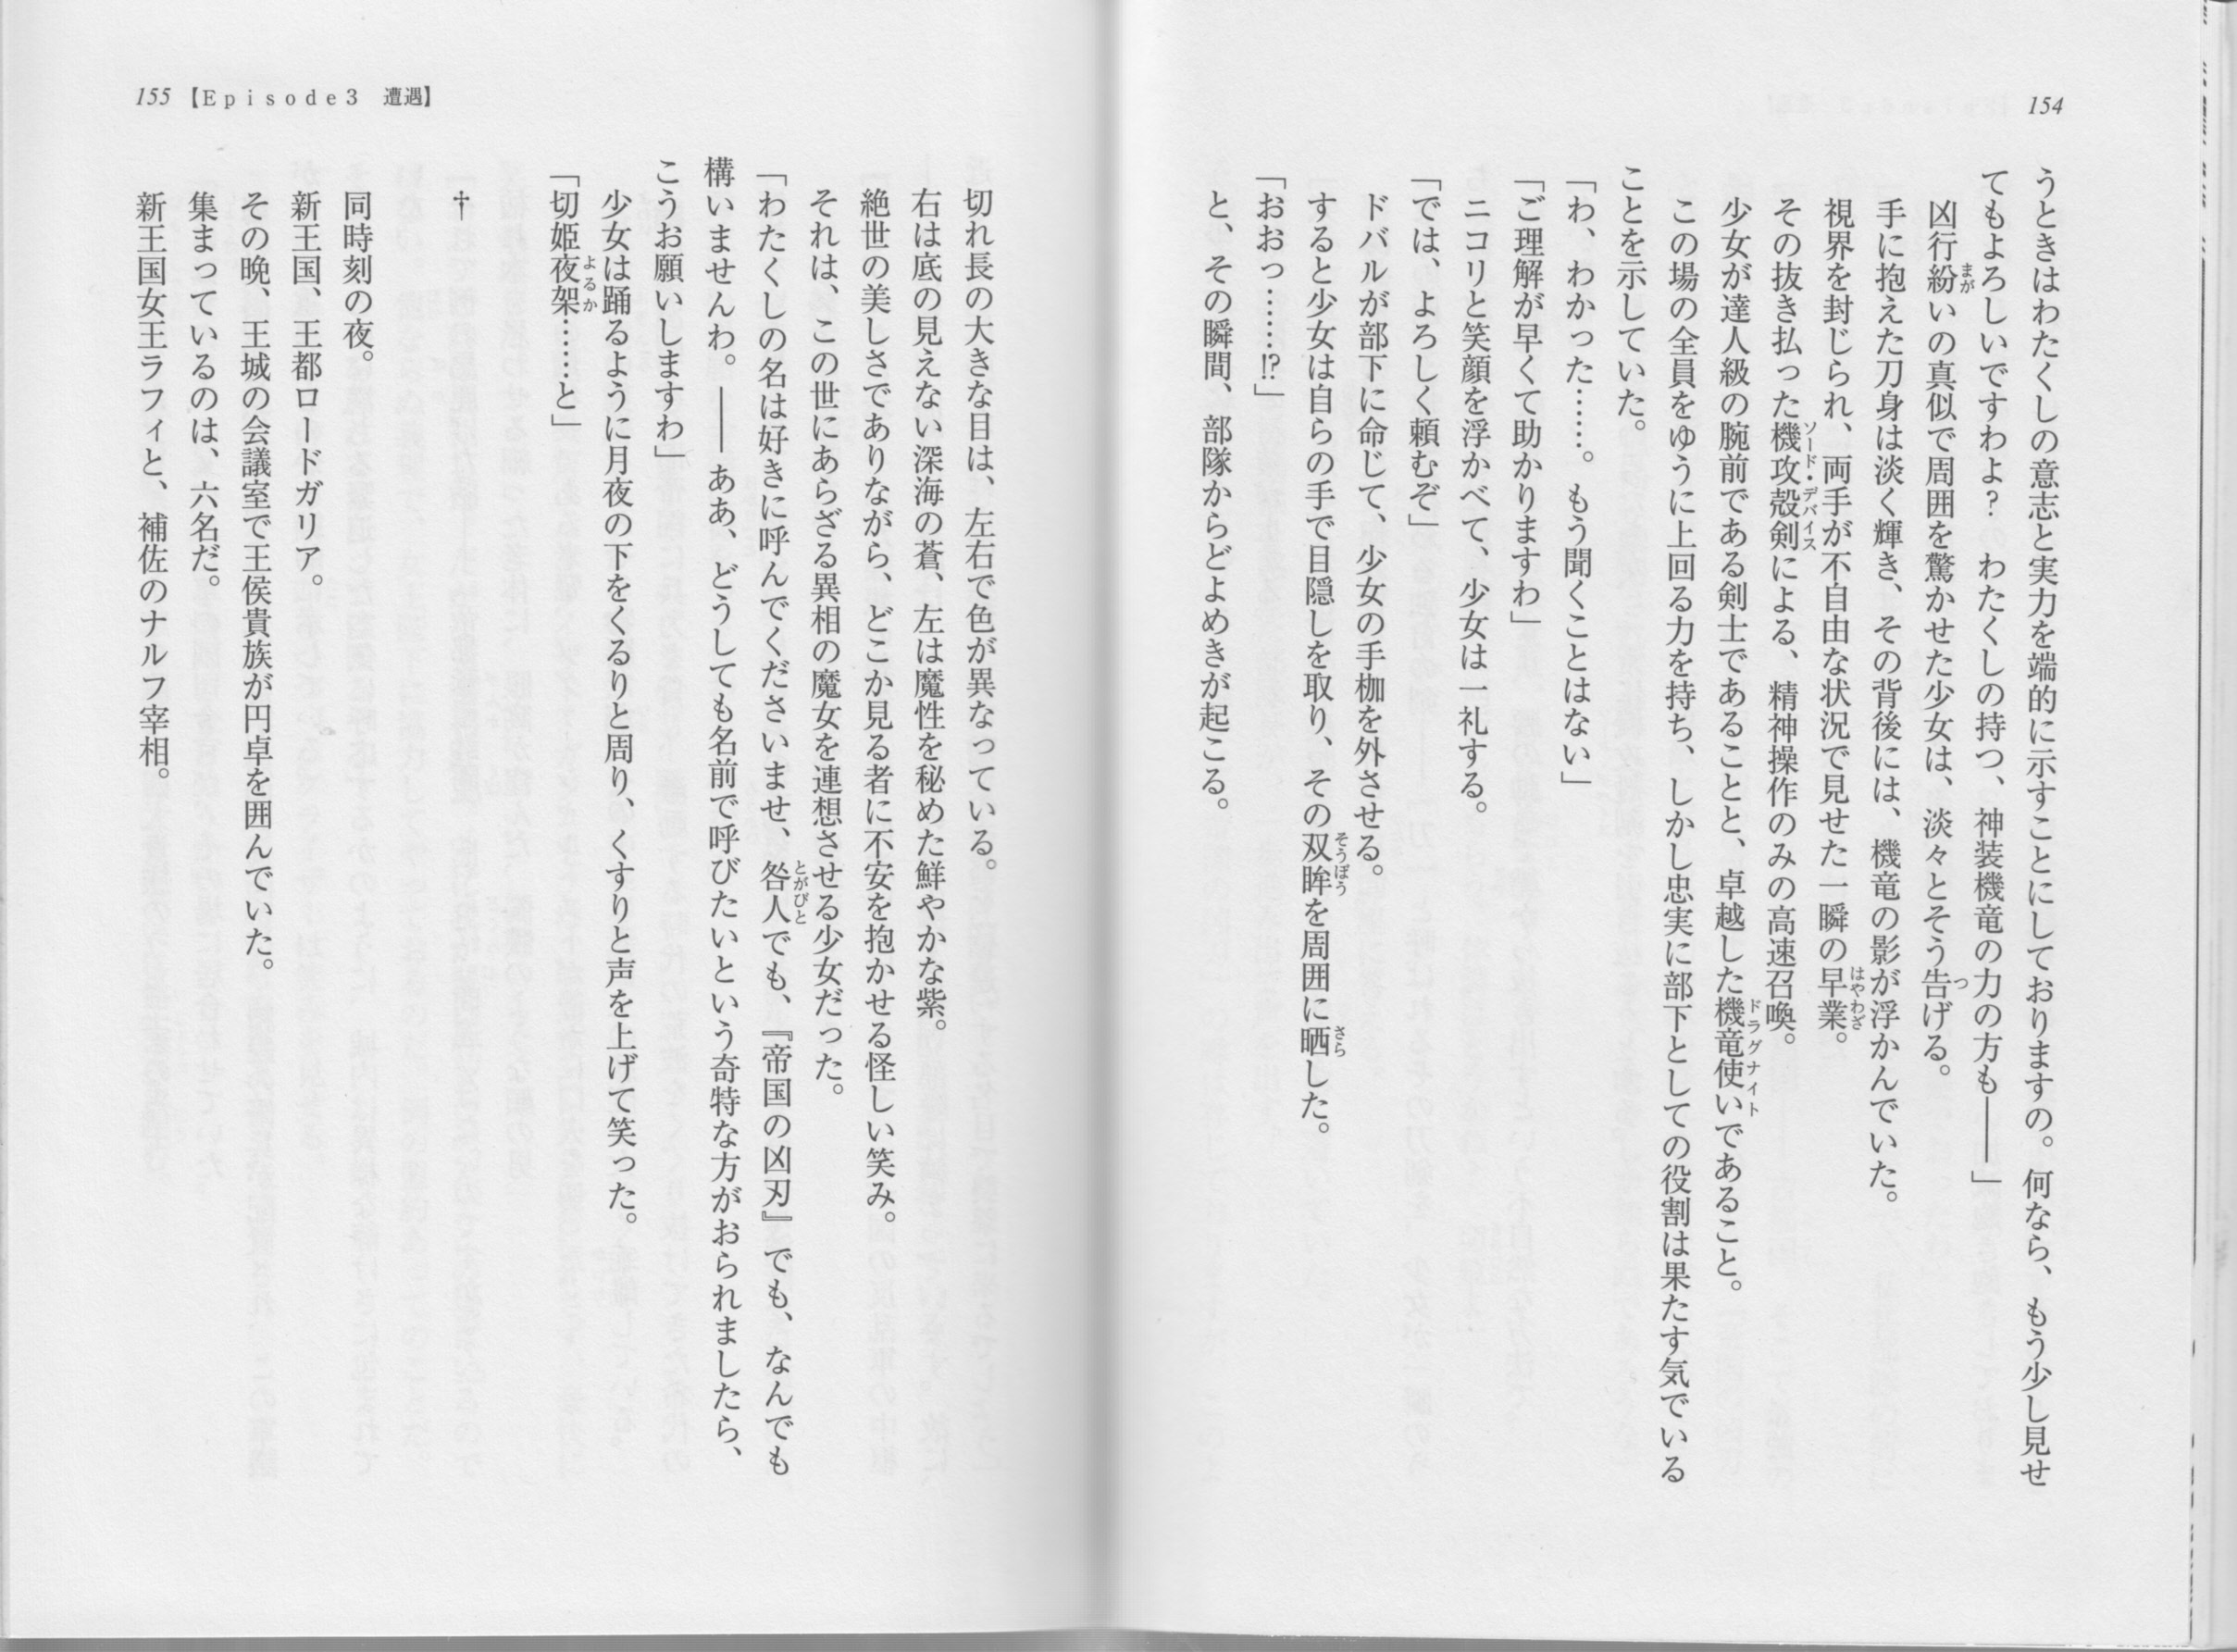 154
うときはわたくしの意志と実力を端的に示すことにしておりますの。何なら、もう少し見せ
てもよろしいですわよ？　わたくしの持つ、神装機竜の力の方も――」
凶行紛いの真似で周囲を驚かせた少女は、淡々とそう告げる。
手に抱えた刀身は淡く輝き、その背後には、機竜の影が浮かんでいた。
視界を封じられ、両手が不自由な状況で見せた一瞬の早業。
その抜き払った機攻殻剣による、精神操作のみの高速召喚。
少女が達人級の腕前である剣士であることと、卓越した機竜使いであること。
この場の全員をゆうに上回る力を持ち、しかし忠実に部下としての役割は果たす気でいる
ことを示していた。
「わ、わかった……。もう聞くことはない」
「ご理解が早くて助かりますわ」
ニコリと笑顔を浮かべて、少女は一礼する。
「では、よろしく頼むぞ」
ドバルが部下に命じて、少女の手枷を外させる。
すると少女は自らの手で目隠しを取り、その双眸を周囲に晒した。
「おおっ……!?」
と、その瞬間、部隊からどよめきが起こる。
155【Episode3　遭遇】
切れ長の大きな目は、左右で色が異なっている。
右は底の見えない深海の蒼、左は魔性を秘めた鮮やかな紫。
絶世の美しさでありながら、どこか見る者に不安を抱かせる怪しい笑み。
それは、この世にあらざる異相の魔女を連想させる少女だった。
「わたくしの名は好きに呼んでくださいませ、咎人でも、『帝国の凶刃』でも、なんでも
構いませんわ。――ああ、どうしても名前で呼びたいという奇特な方がおられましたら、
こうお願いしますわ」
少女は踊るように月夜の下をくるりと周り、くすりと声を上げて笑った。
「切姫夜架……と」
†
同時刻の夜。
新王国、王都ロードガリア。
その晩、王城の会議室で王侯貴族が円卓を囲んでいた。
集まっているのは、六名だ。
新王国女王ラフィと、補佐のナルフ宰相。